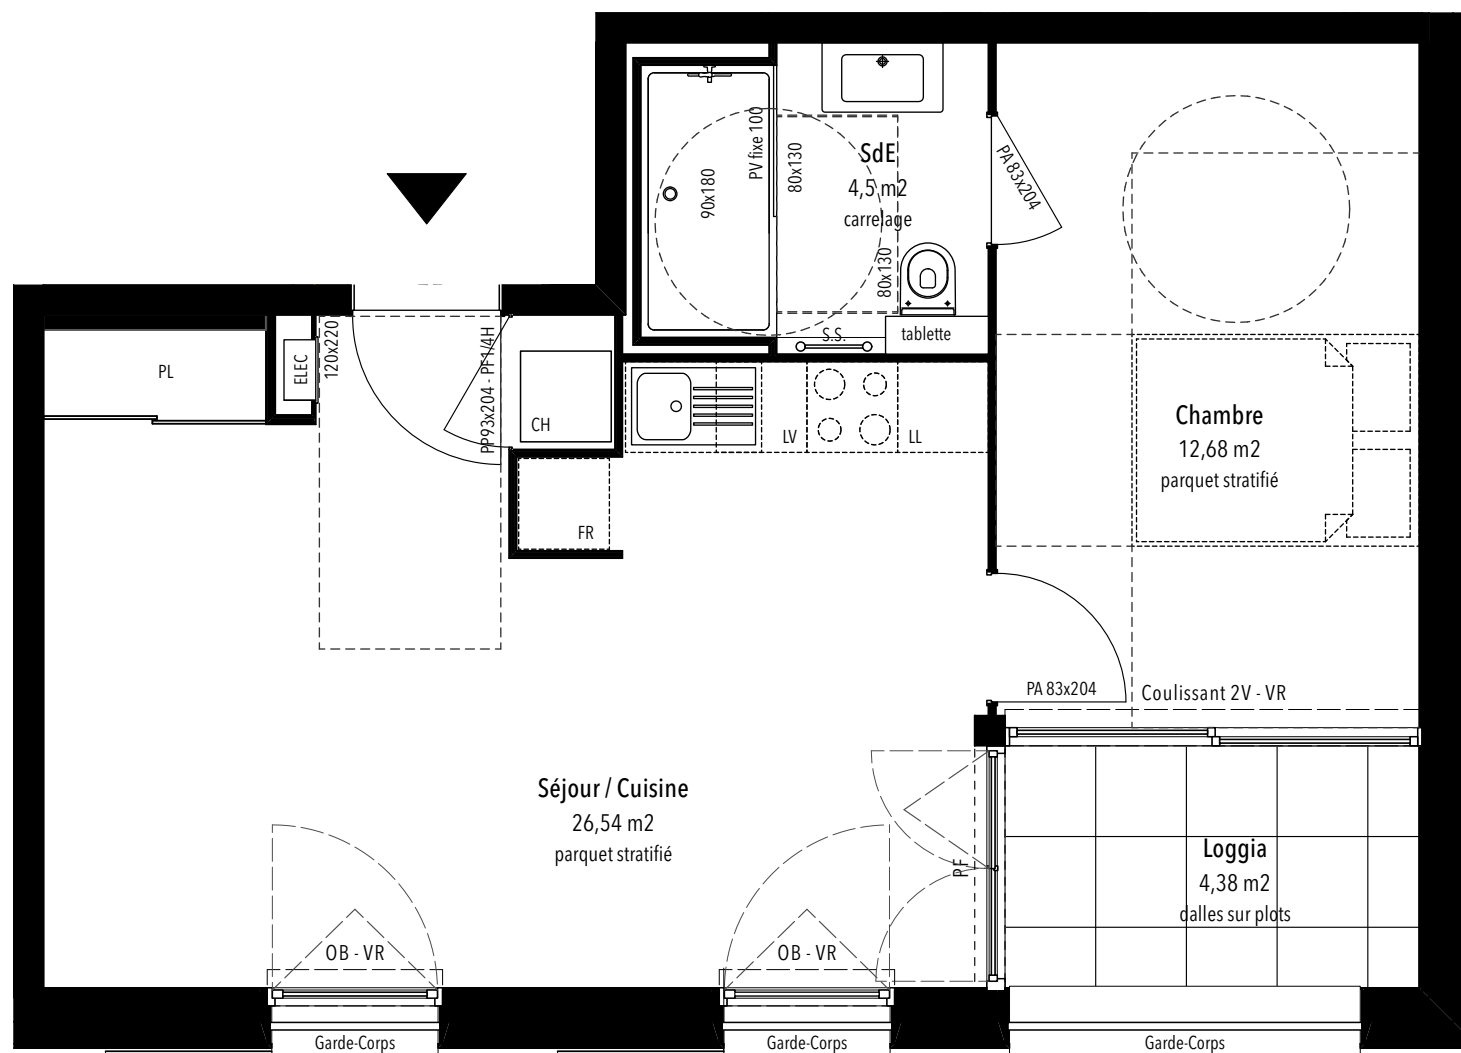 PV fixe 100
90x180
80x130
SdE
4,5 m2
carrelage
80x130
PA 83x204
S.S.
tablette
PL
ELEC
120x220
PP93x204 - PF1/4H
CH
FR
LV
LL
Chambre
12,68 m2
parquet stratifié
PA 83x204
Coulissant 2V - VR
Séjour / Cuisine
26,54 m2
parquet stratifié
PF
Loggia
4,38 m2
dalles sur plots
OB - VR
OB - VR
Garde-Corps
Garde-Corps
Garde-Corps